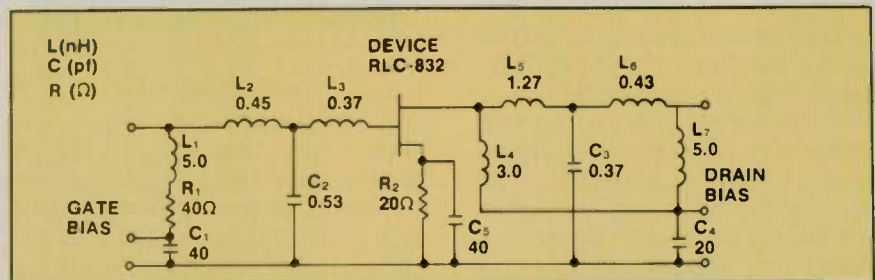 L(nH)
C (pf)
R (Ω)
DEVICE
RLC-832
L₂
0.45
L₃
0.37
L₅
1.27
L₆
0.43
L₁
5.0
R₁
40Ω
C₂
0.53
R₂
20Ω
L₄
3.0
C₃
0.37
L₇
5.0
GATE
BIAS
C₁
40
C₅
40
DRAIN
BIAS
C₄
20